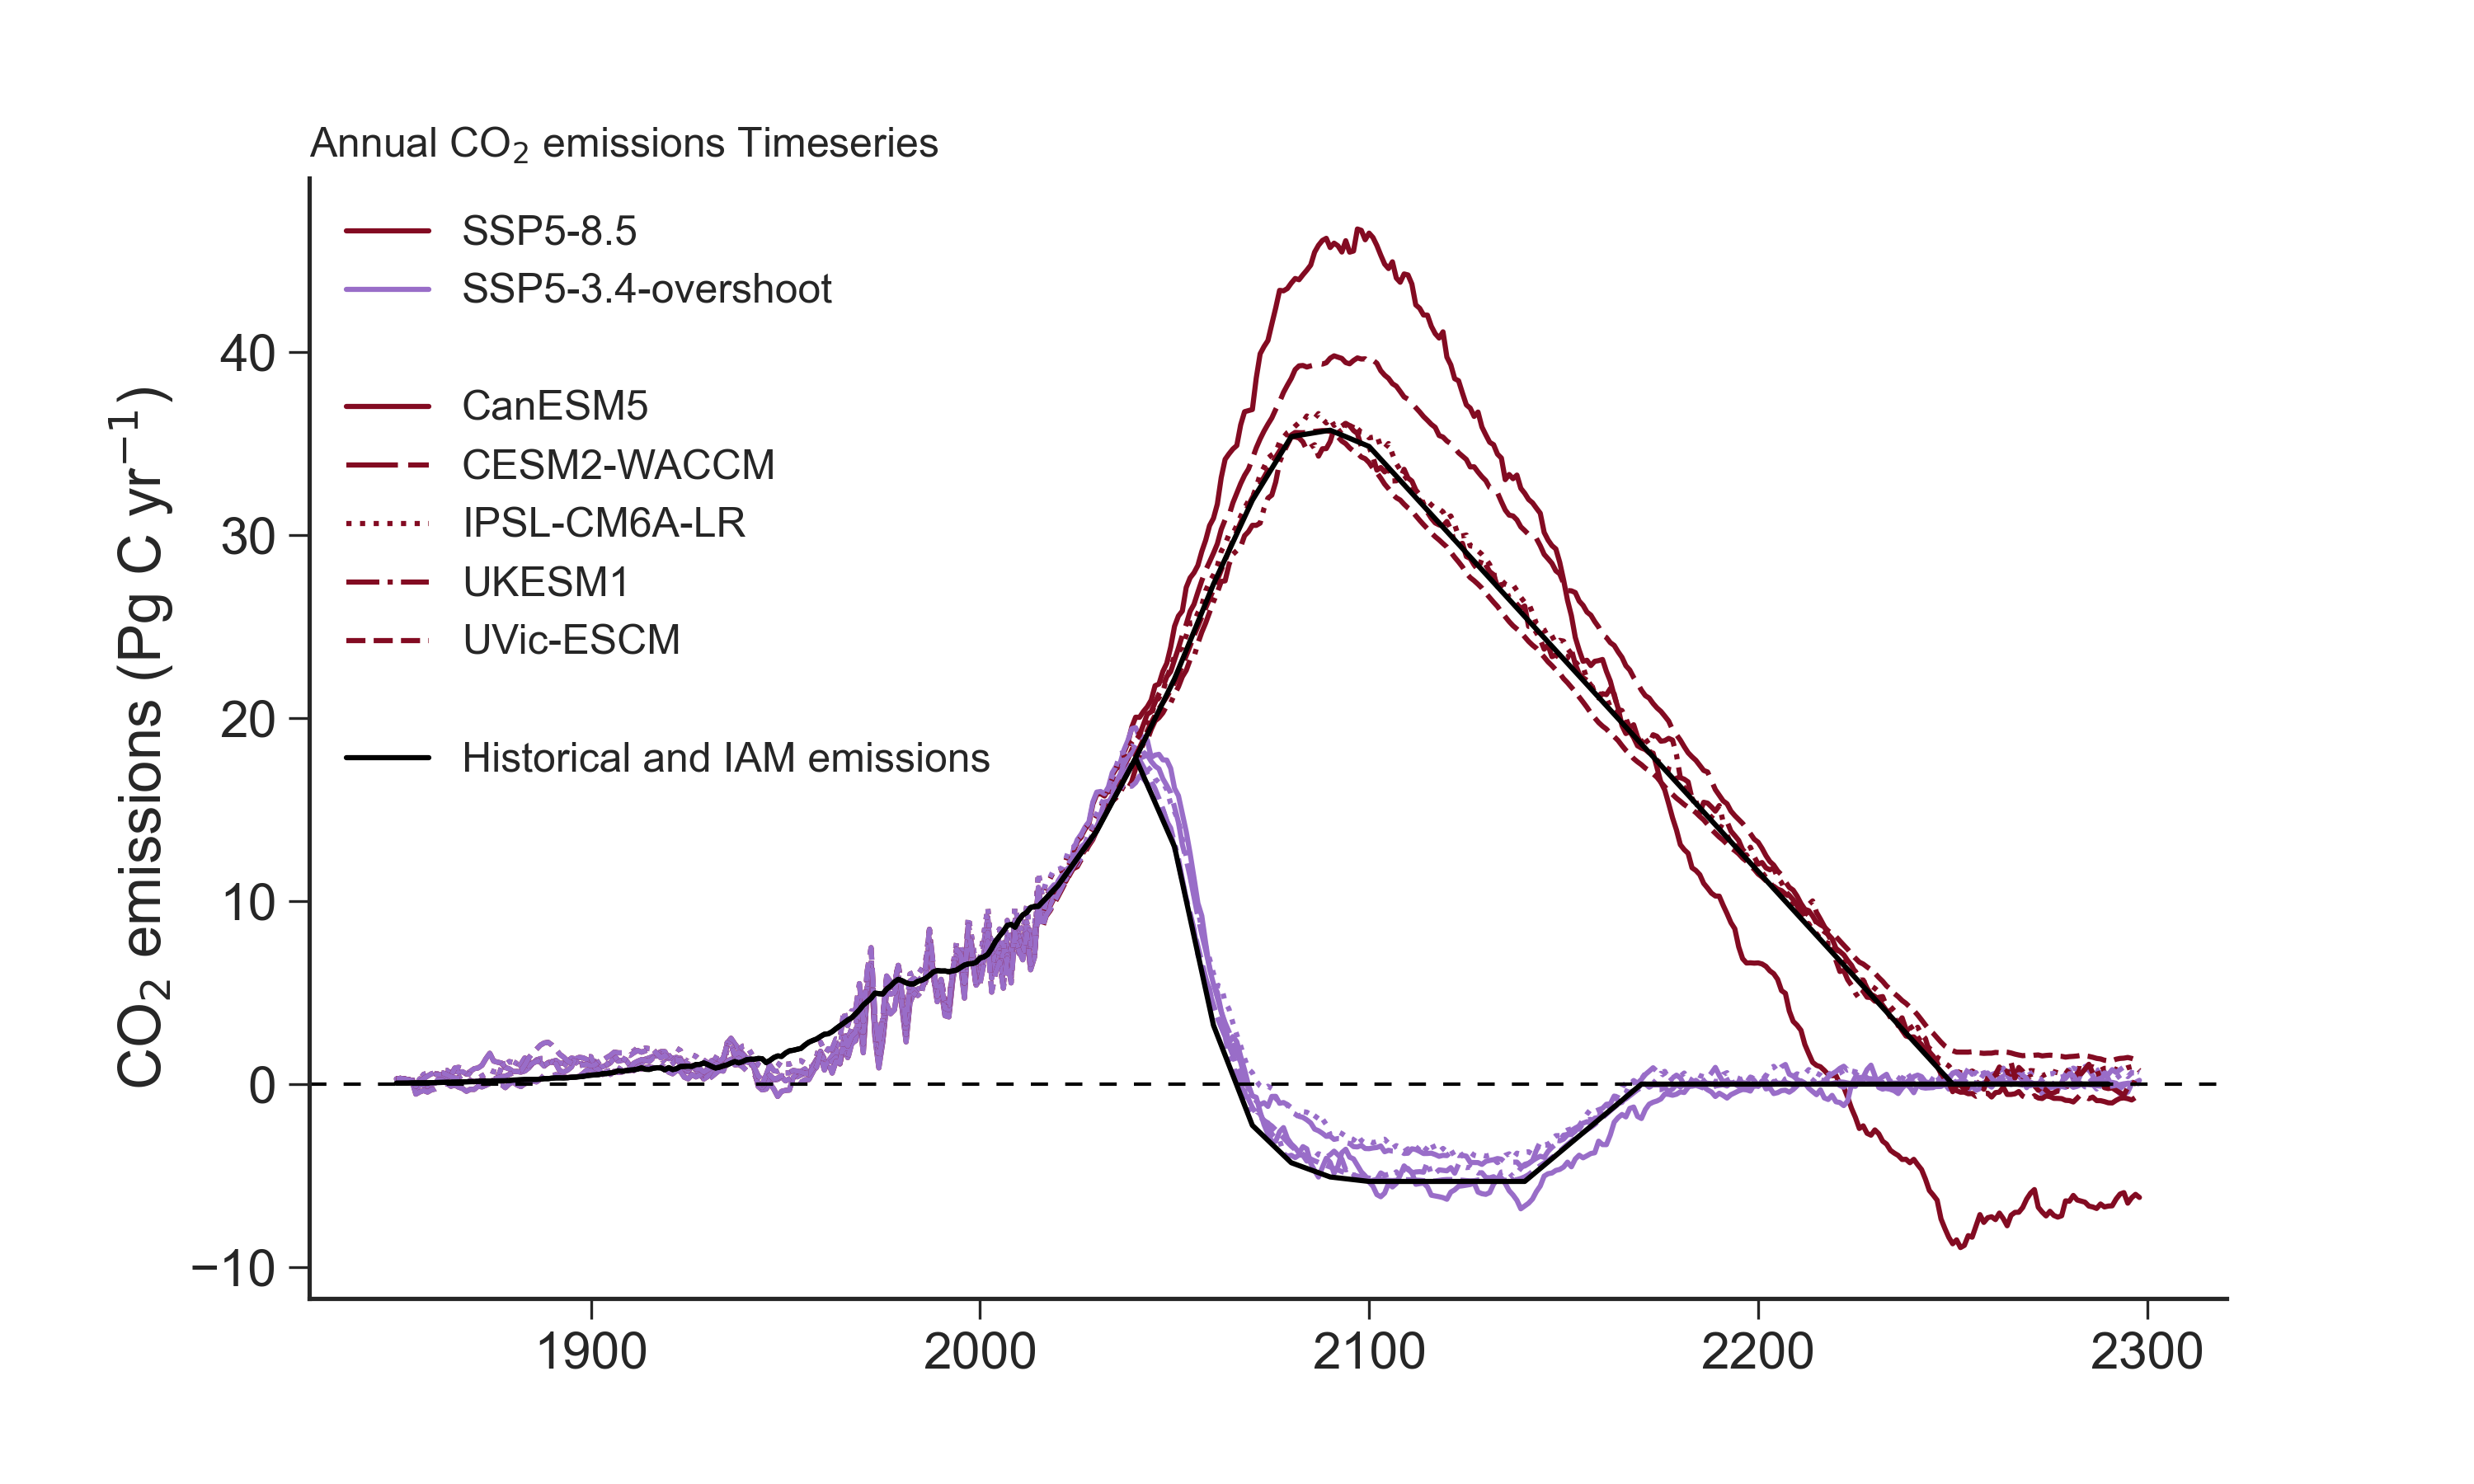 Annual CO₂ emissions Timeseries
SSP5-8.5
SSP5-3.4-overshoot
CanESM5
CESM2-WACCM
IPSL-CM6A-LR
UKESM1
UVic-ESCM
Historical and IAM emissions
CO₂ emissions (Pg C yr⁻¹)
40
30
20
10
0
−10
1900 2000 2100 2200 2300